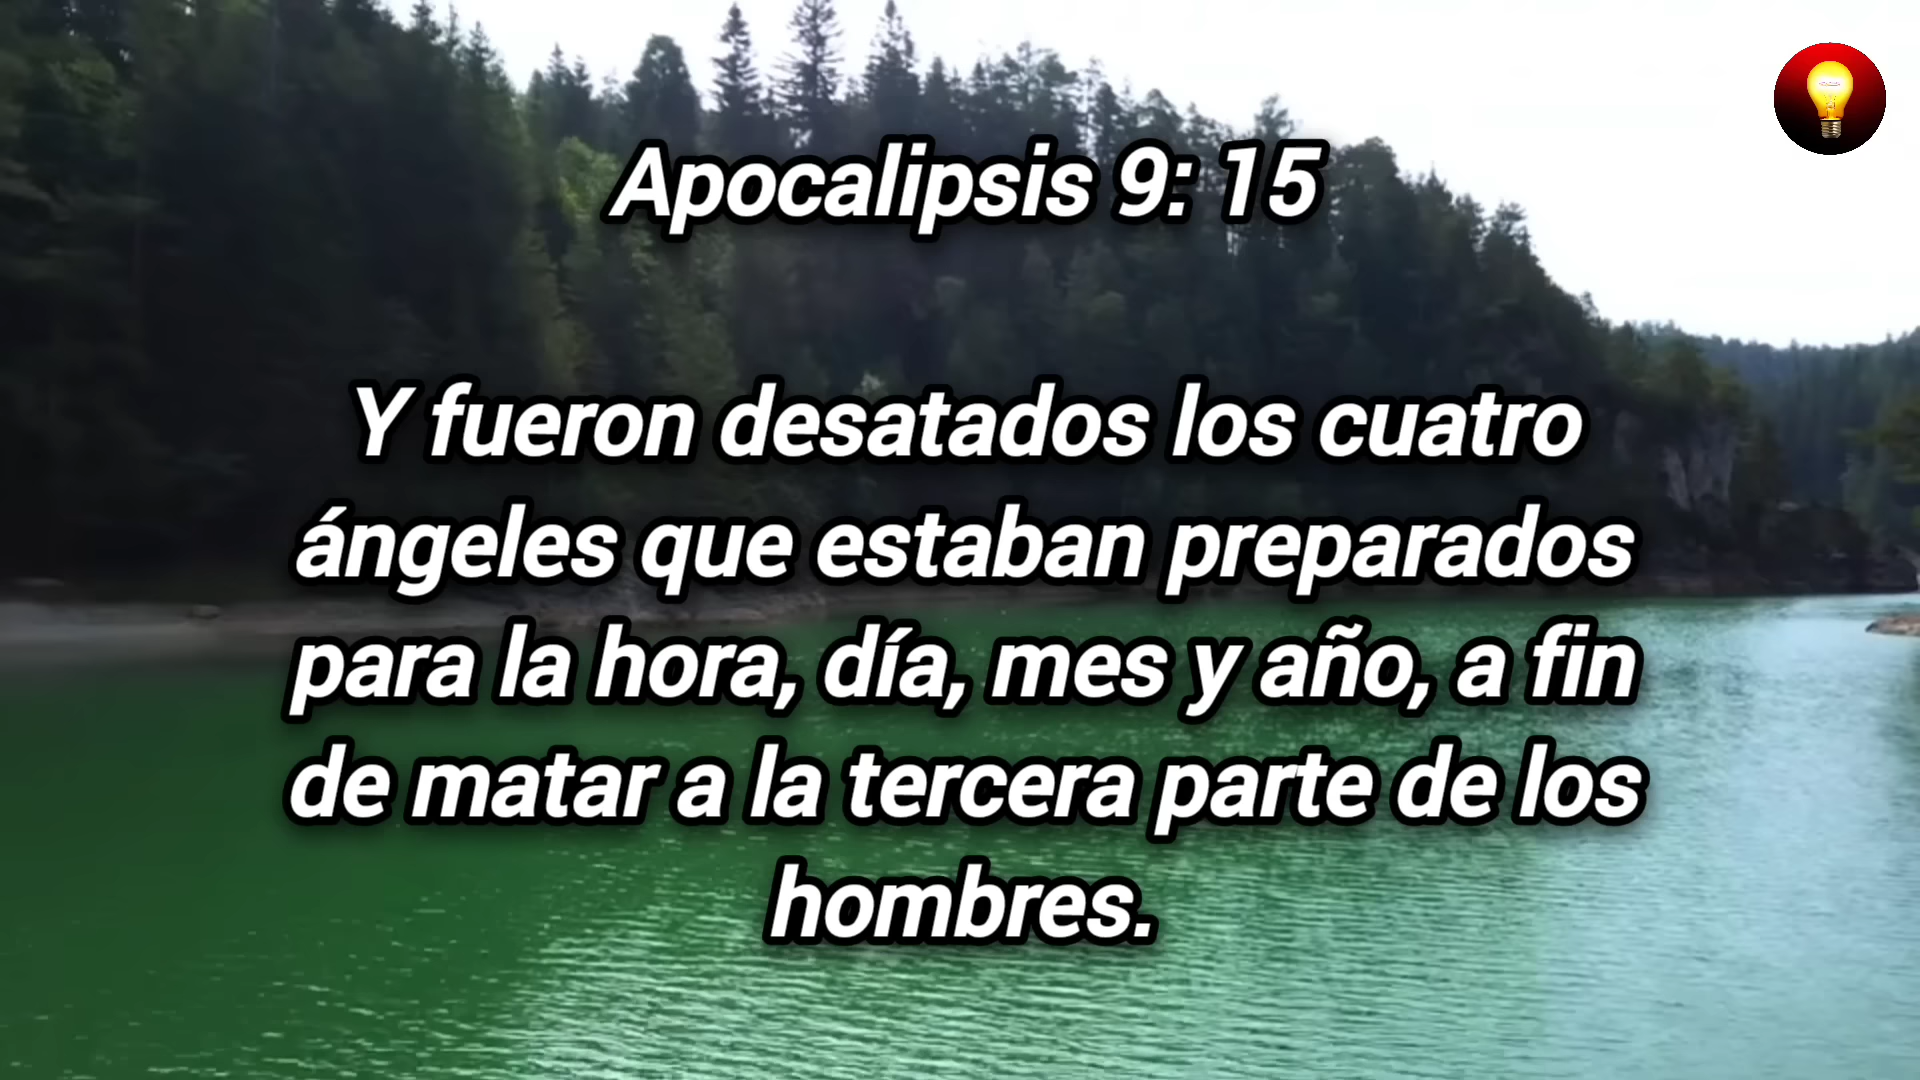 Apocalipsis 9: 15
Y fueron desatados los cuatro
ángeles que estaban preparados
para la hora, día, mes y año, a fin
de matar a la tercera parte de los
hombres.